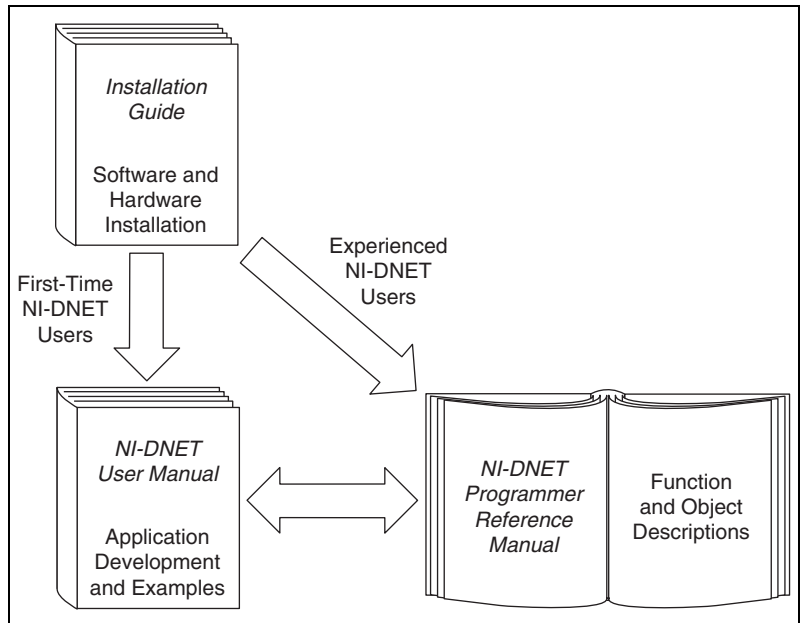 Installation
Guide
Software and
Hardware
Installation
First-Time
NI-DNET
Users
Experienced
NI-DNET
Users
NI-DNET
User Manual
Application
Development
and Examples
NI-DNET
Programmer
Reference
Manual
Function
and Object
Descriptions